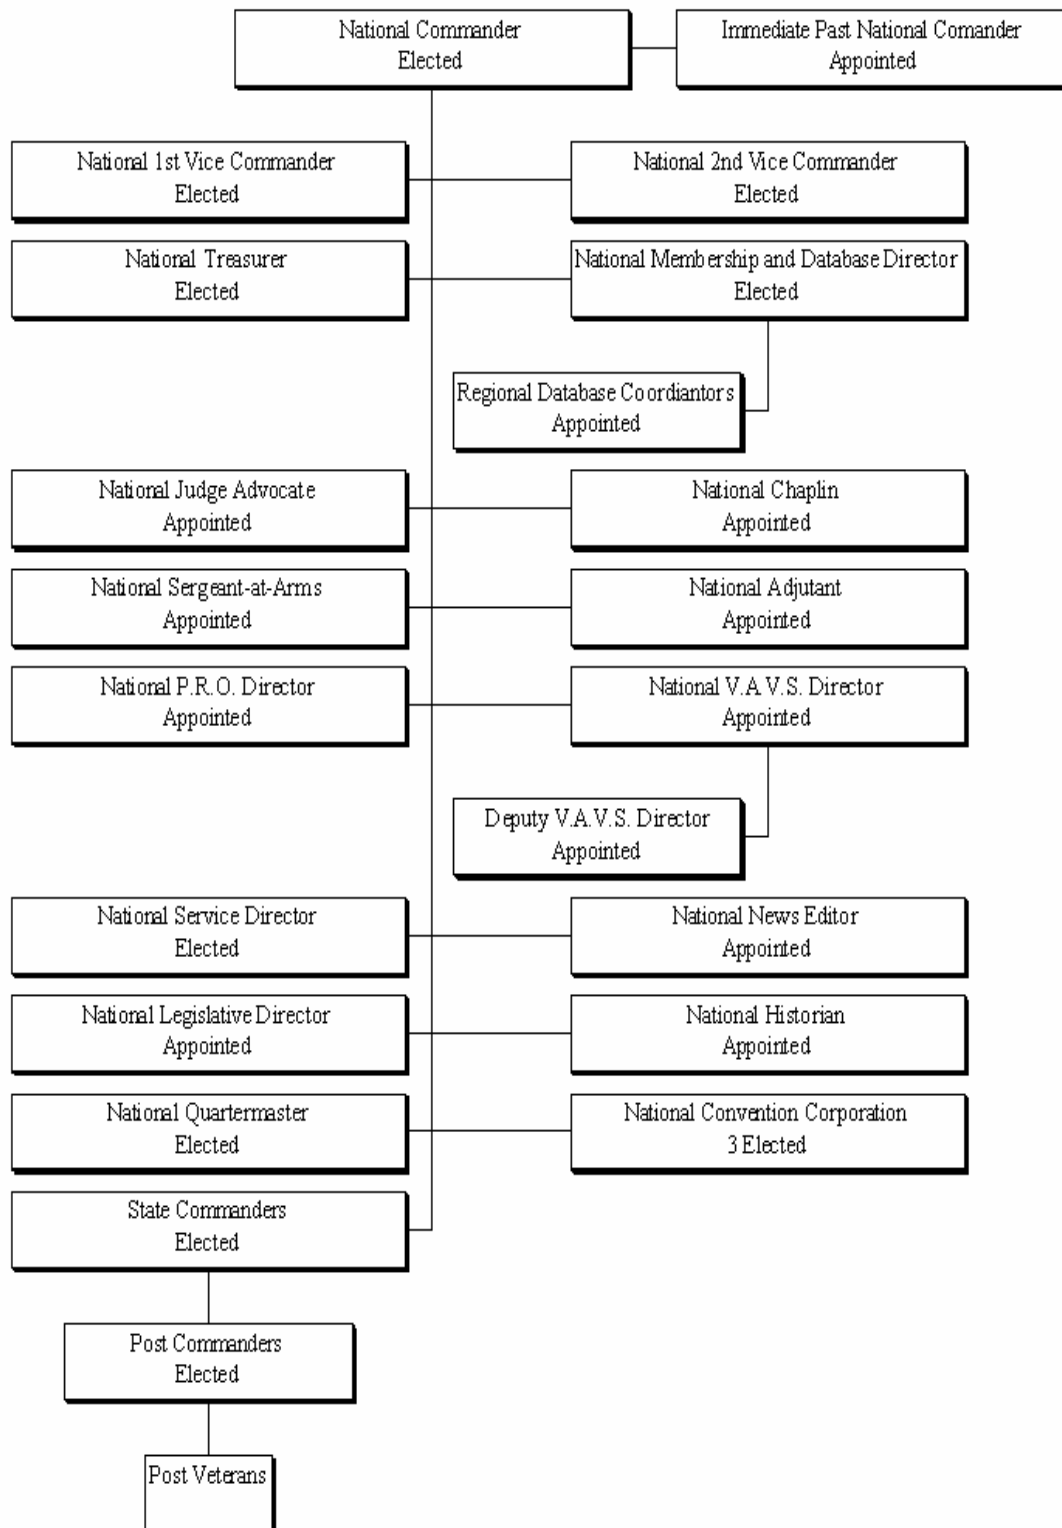 National Commander
Elected
Immediate Past National Comander
Appointed
National 1st Vice Commander
Elected
National 2nd Vice Commander
Elected
National Treasurer
Elected
National Membership and Database Director
Elected
Regional Database Coordiantors
Appointed
National Judge Advocate
Appointed
National Chaplin
Appointed
National Sergeant-at-Arms
Appointed
National Adjutant
Appointed
National P.R.O. Director
Appointed
National V.A.V.S. Director
Appointed
Deputy V.A.V.S. Director
Appointed
National Service Director
Elected
National News Editor
Appointed
National Legislative Director
Appointed
National Historian
Appointed
National Quartermaster
Elected
National Convention Corporation
3 Elected
State Commanders
Elected
Post Commanders
Elected
Post Veterans